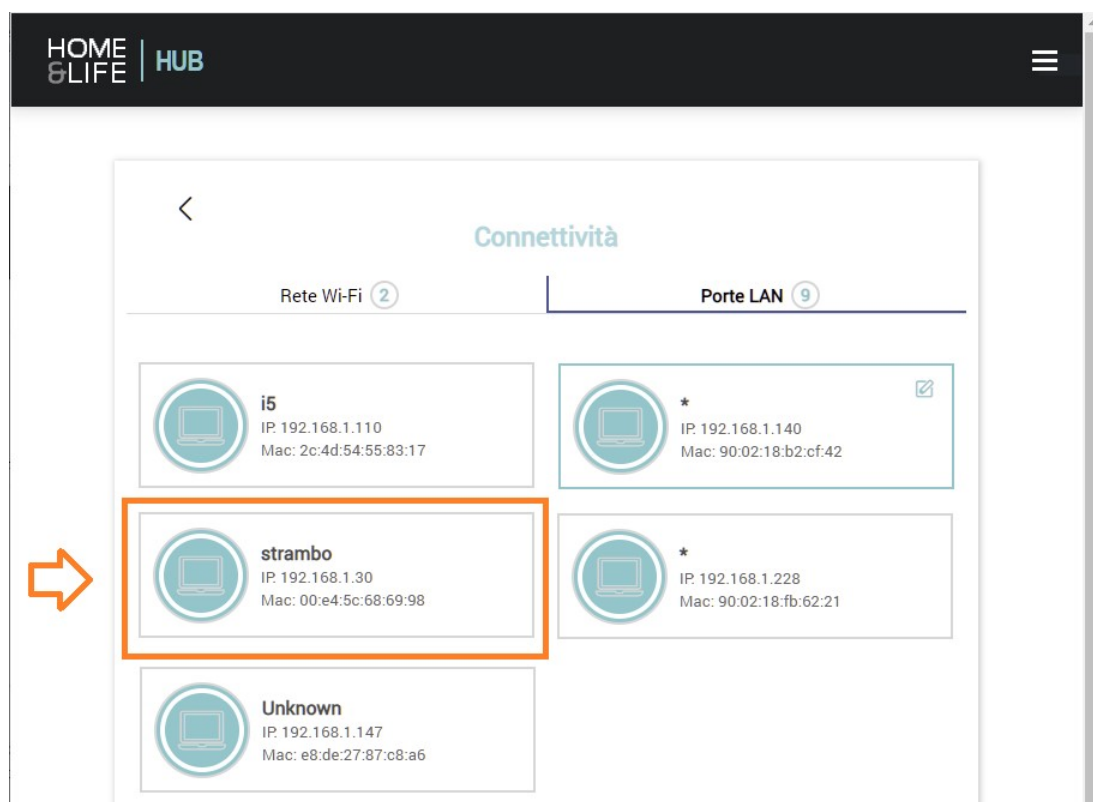 HOME
&LIFE
HUB
Connettività
Rete Wi-Fi 2
Porte LAN 9
i5
IP. 192.168.1.110
Mac: 2c:4d:54:55:83:17
*
IP. 192.168.1.140
Mac: 90:02:18:b2:cf:42
strambo
IP. 192.168.1.30
Mac: 00:e4:5c:68:69:98
*
IP. 192.168.1.228
Mac: 90:02:18:fb:62:21
Unknown
IP. 192.168.1.147
Mac: e8:de:27:87:c8:a6